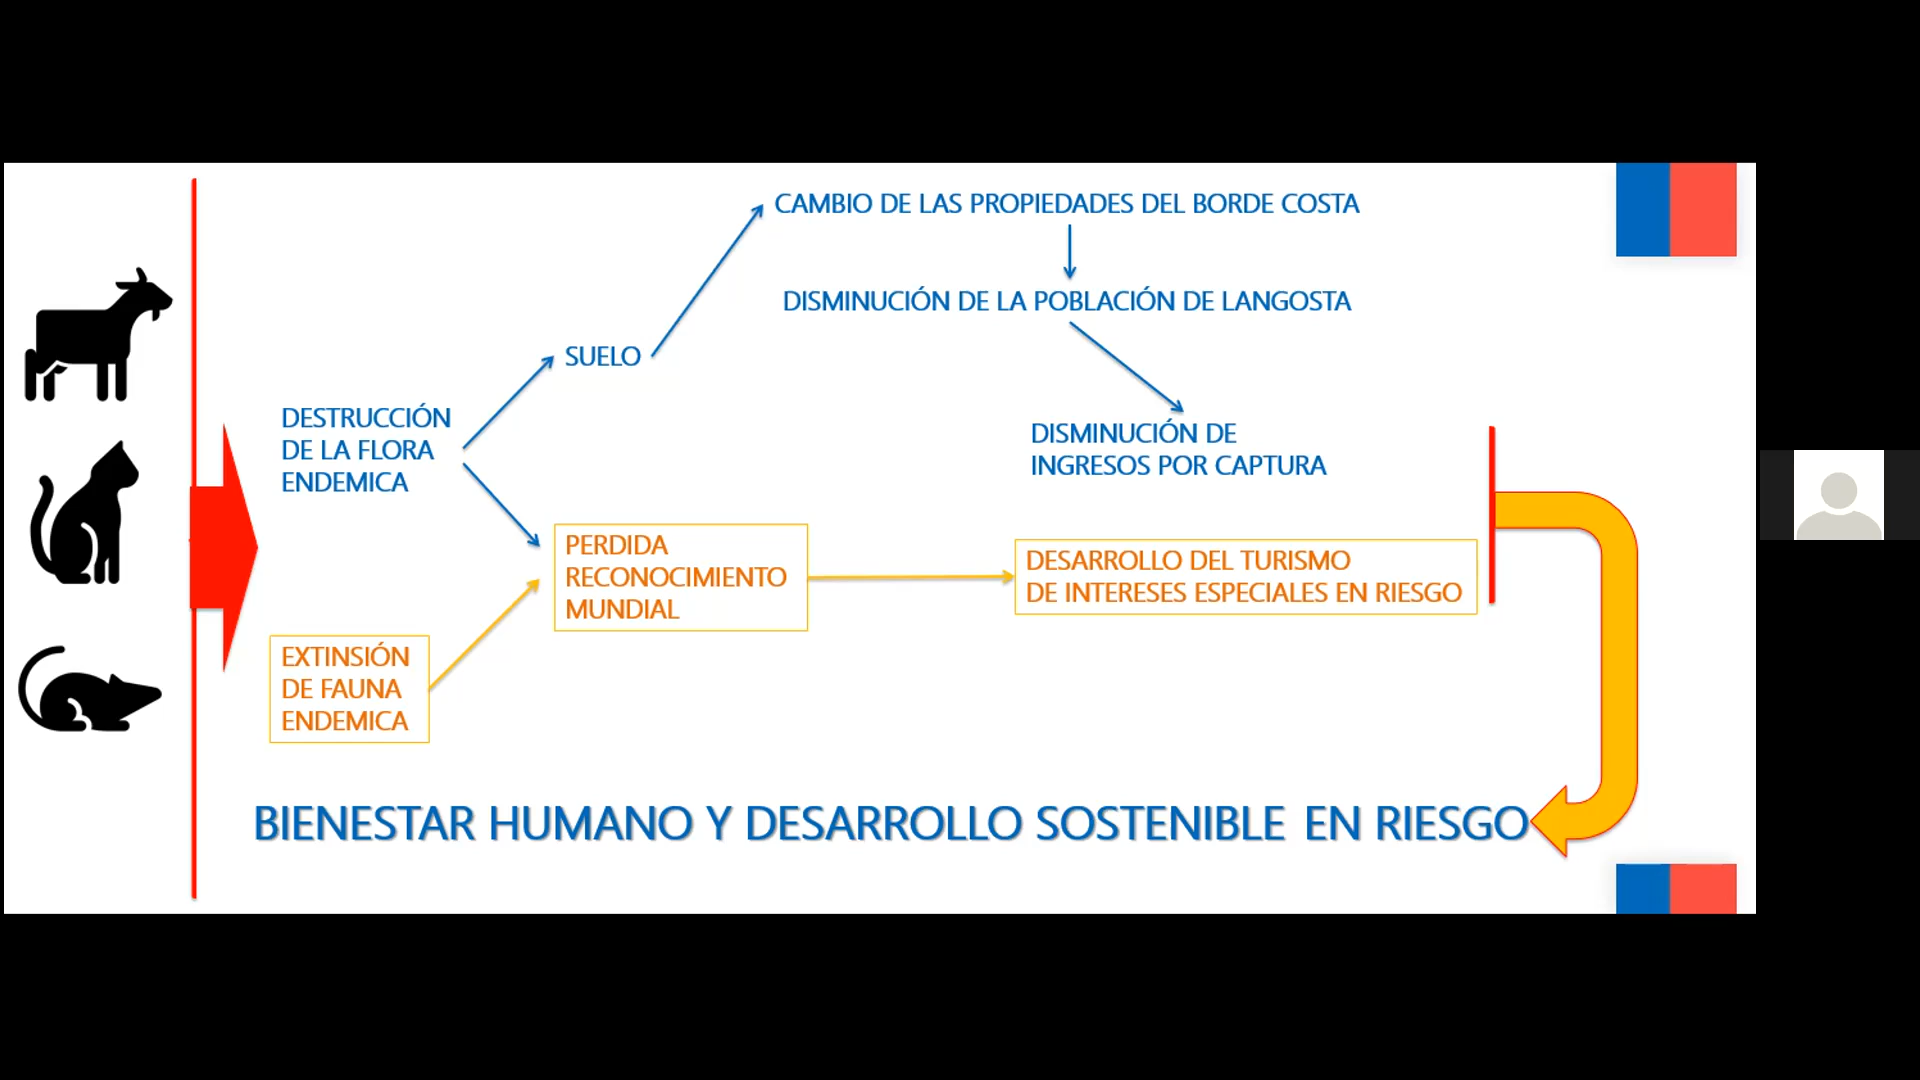 CAMBIO DE LAS PROPIEDADES DEL BORDE COSTA
DISMINUCIÓN DE LA POBLACIÓN DE LANGOSTA
SUELO
DESTRUCCIÓN
DE LA FLORA
ENDEMICA
DISMINUCIÓN DE
INGRESOS POR CAPTURA
PERDIDA
RECONOCIMIENTO
MUNDIAL
DESARROLLO DEL TURISMO
DE INTERESES ESPECIALES EN RIESGO
EXTINSIÓN
DE FAUNA
ENDEMICA
BIENESTAR HUMANO Y DESARROLLO SOSTENIBLE EN RIESGO